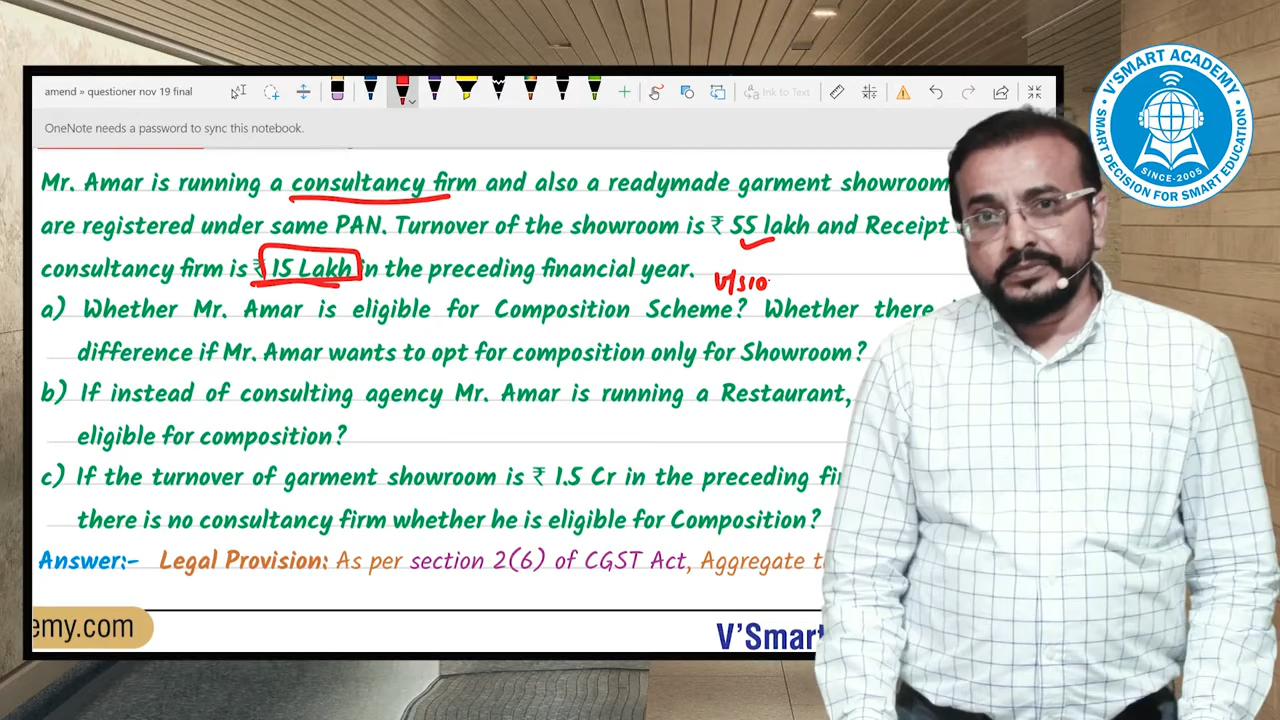 amend » questioner nov 19 final
Ink to Text
OneNote needs a password to sync this notebook.
Mr. Amar is running a consultancy firm and also a readymade garment showroom
are registered under same PAN. Turnover of the showroom is ₹ 55 lakh and Receipt
consultancy firm is ₹ 15 Lakh in the preceding financial year.
a) Whether Mr. Amar is eligible for Composition Scheme? Whether there
difference if Mr. Amar wants to opt for composition only for Showroom?
b) If instead of consulting agency Mr. Amar is running a Restaurant,
eligible for composition?
c) If the turnover of garment showroom is ₹ 1.5 Cr in the preceding
there is no consultancy firm whether he is eligible for Composition?
Answer:- Legal Provision: As per section 2(6) of CGST Act, Aggregate
emy.com
V'Smart
V'SMART ACADEMY
SINCE-2005
SMART DECISION FOR SMART EDUCATION